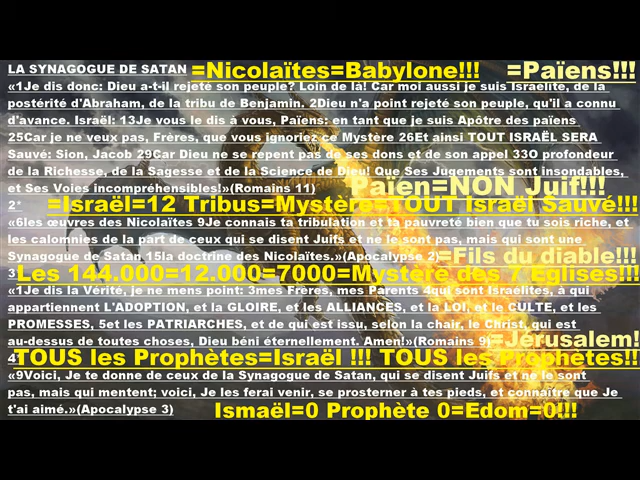 LA SYNAGOGUE DE SATAN =Nicolaïtes=Babylone!!! =Païens!!!
«1Je dis donc: Dieu a-t-il rejeté son peuple? Loin de là! Car moi aussi je suis Israélite, de la
postérité d'Abraham, de la tribu de Benjamin. 2Dieu n'a point rejeté son peuple, qu'il a connu
d'avance. Israël: 13Je vous le dis à vous, Païens: en tant que je suis Apôtre des païens
25Car je ne veux pas, Frères, que vous ignoriez ce Mystère 26Et ainsi TOUT ISRAËL SERA
Sauvé: Sion, Jacob 29Car Dieu ne se repent pas de ses dons et de son appel 33O profondeur
de la Richesse, de la Sagesse et de la Science de Dieu! Que Ses Jugements sont insondables,
et Ses Voies incompréhensibles!»(Romains 11) Païen=NON Juif!!!
2* =Israël=12 Tribus=Mystère=TOUT Israël Sauvé!!!
«6les œuvres des Nicolaïtes 9Je connais ta tribulation et ta pauvreté bien que tu sois riche, et
les calomnies de la part de ceux qui se disent Juifs et ne le sont pas, mais qui sont une
Synagogue de Satan 15la doctrine des Nicolaïtes.»(Apocalypse 2) =Fils du diable!!!
3 Les 144.000=12.000=7000=Mystère des 7 Eglises!!!
«1Je dis la Vérité, je ne mens point: 3mes Frères, mes Parents 4qui sont Israélites, à qui
appartiennent L'ADOPTION, et la GLOIRE, et les ALLIANCES, et la LOI, et le CULTE, et les
PROMESSES, 5et les PATRIARCHES, et de qui est issu, selon la chair, le Christ, qui est
au-dessus de toutes choses, Dieu béni éternellement. Amen!»(Romains 9) =Jérusalem!
4 TOUS les Prophètes=Israël !!! TOUS les Prophètes!!
«9Voici, Je te donne de ceux de la Synagogue de Satan, qui se disent Juifs et ne le sont
pas, mais qui mentent; voici, Je les ferai venir, se prosterner à tes pieds, et connaître que Je
t'ai aimé.»(Apocalypse 3) Ismaël=0 Prophète 0=Edom=0!!!